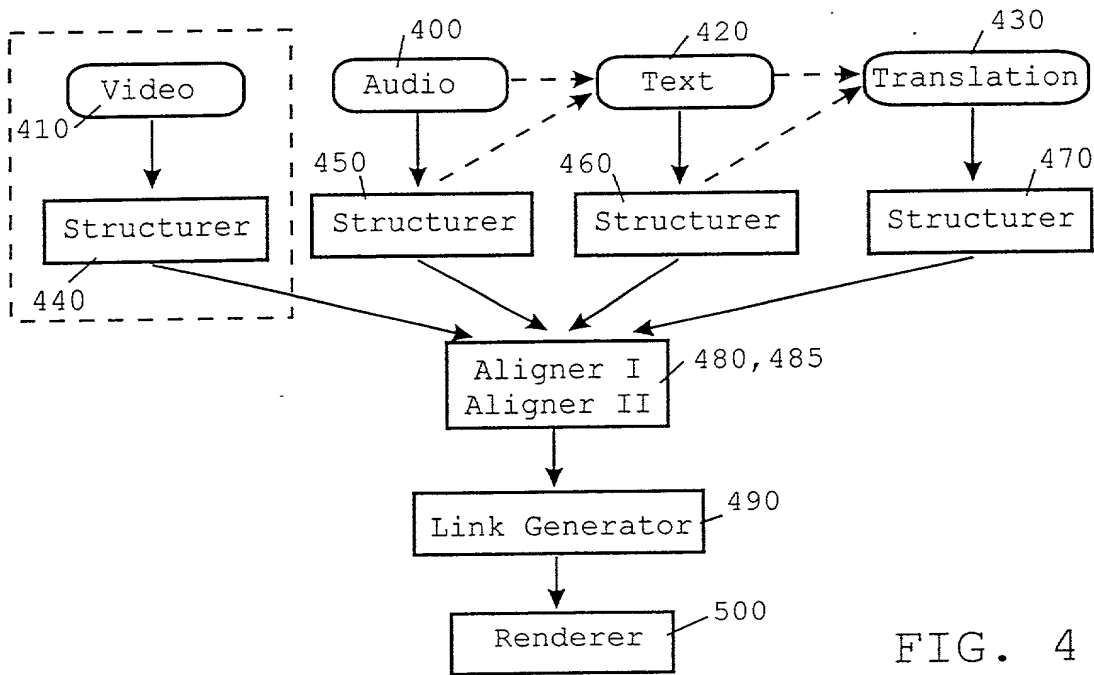 400
420
430
Video
Audio
Text
Translation
410
450
460
470
Structurer
Structurer
Structurer
Structurer
440
Aligner I
Aligner II
480,485
Link Generator
490
Renderer
500
FIG. 4